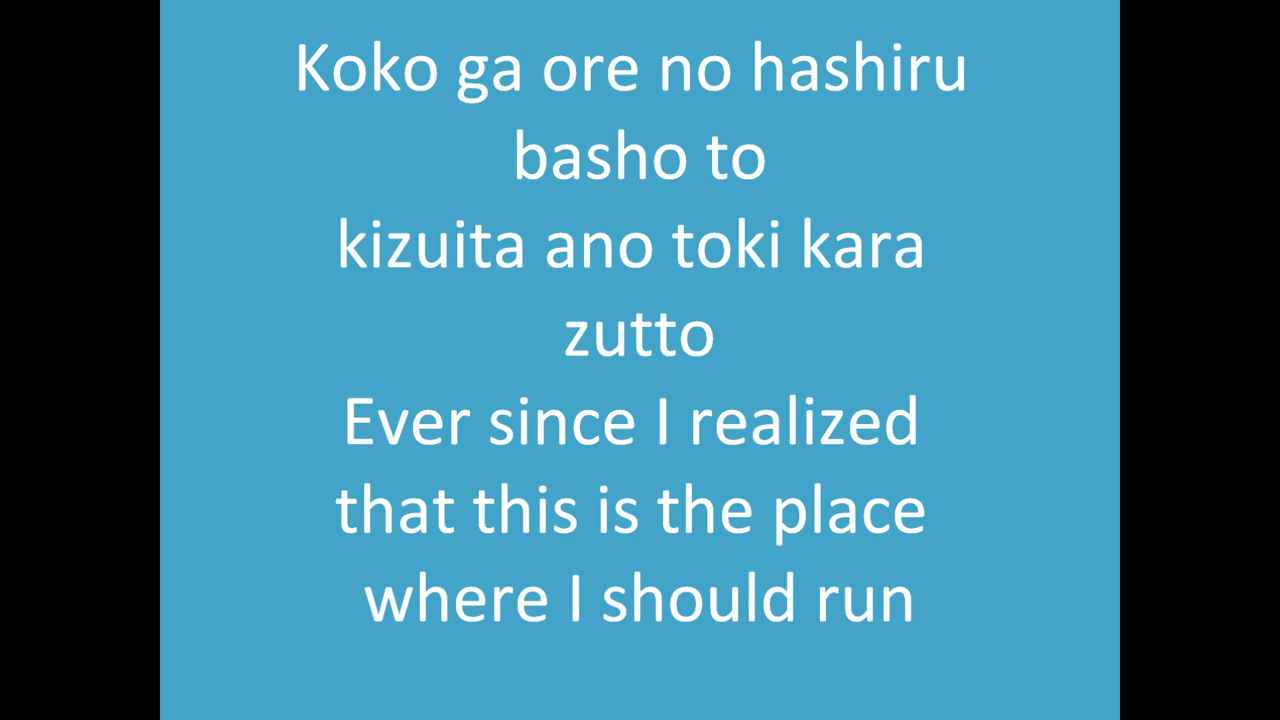 Koko ga ore no hashiru
basho to
kizuita ano toki kara
zutto
Ever since I realized
that this is the place
where I should run